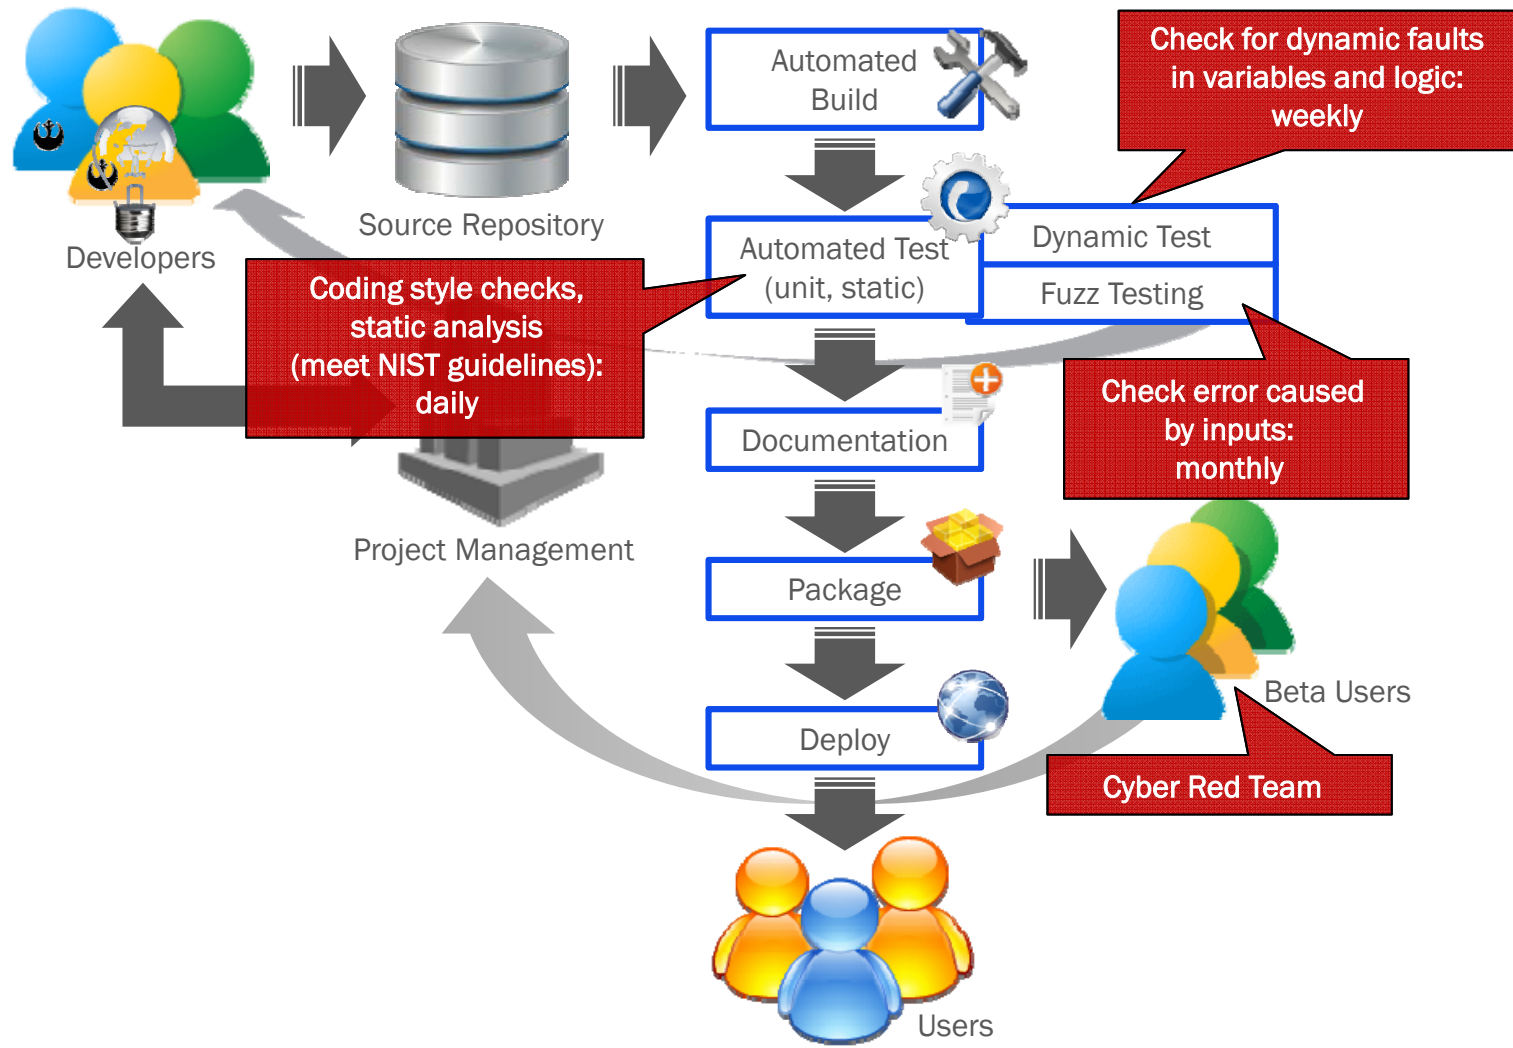 Automated
Build
Check for dynamic faults
in variables and logic:
weekly
Source Repository
Developers
Automated Test
(unit, static)
Dynamic Test
Fuzz Testing
Coding style checks,
static analysis
(meet NIST guidelines):
daily
Check error caused
by inputs:
monthly
Documentation
Project Management
Package
Beta Users
Deploy
Cyber Red Team
Users